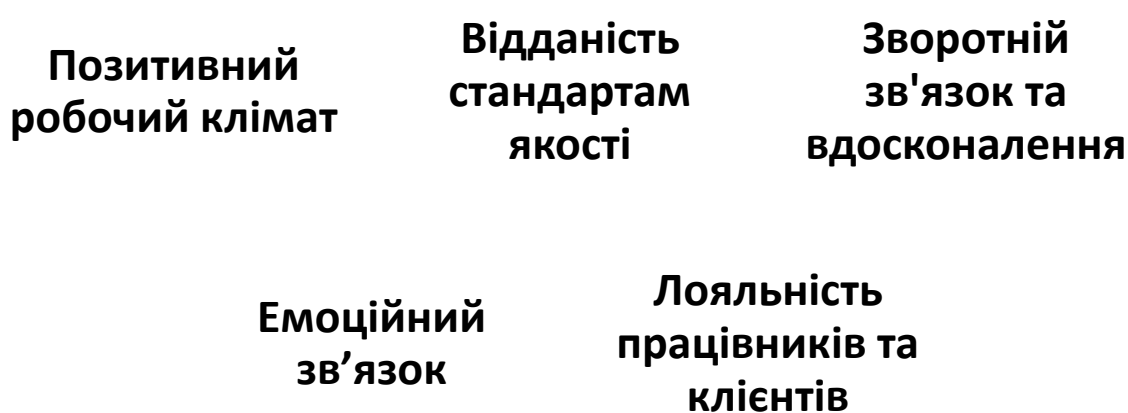 Позитивний
робочий клімат
Відданість
стандартам
якості
Зворотній
зв'язок та
вдосконалення
Емоційний
зв’язок
Лояльність
працівників та
клієнтів